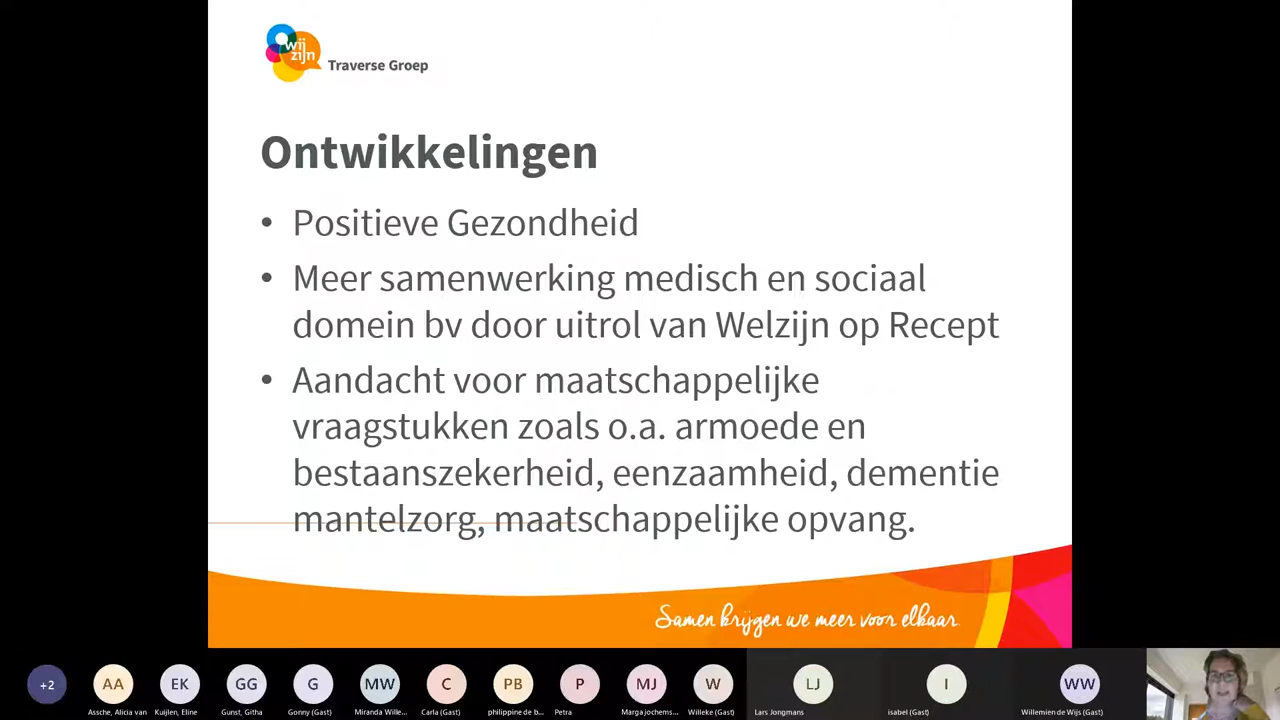 wij
zijn
Traverse Groep
Ontwikkelingen
• Positieve Gezondheid
• Meer samenwerking medisch en sociaal
domein bv door uitrol van Welzijn op Recept
• Aandacht voor maatschappelijke
vraagstukken zoals o.a. armoede en
bestaanszekerheid, eenzaamheid, dementie
mantelzorg, maatschappelijke opvang.
Samen krijgen we meer voor elkaar.
+2 AA EK GG G MW C PB P MJ W LJ I WW
Assche, Alicia van Kuijlen, Eline Gunst, Githa Gonny (Gast) Miranda Wille... Carla (Gast) philippine de b... Petra Marga jochems... Willeke (Gast) Lars Jongmans isabel (Gast) Willemien de Wijs (Gast)